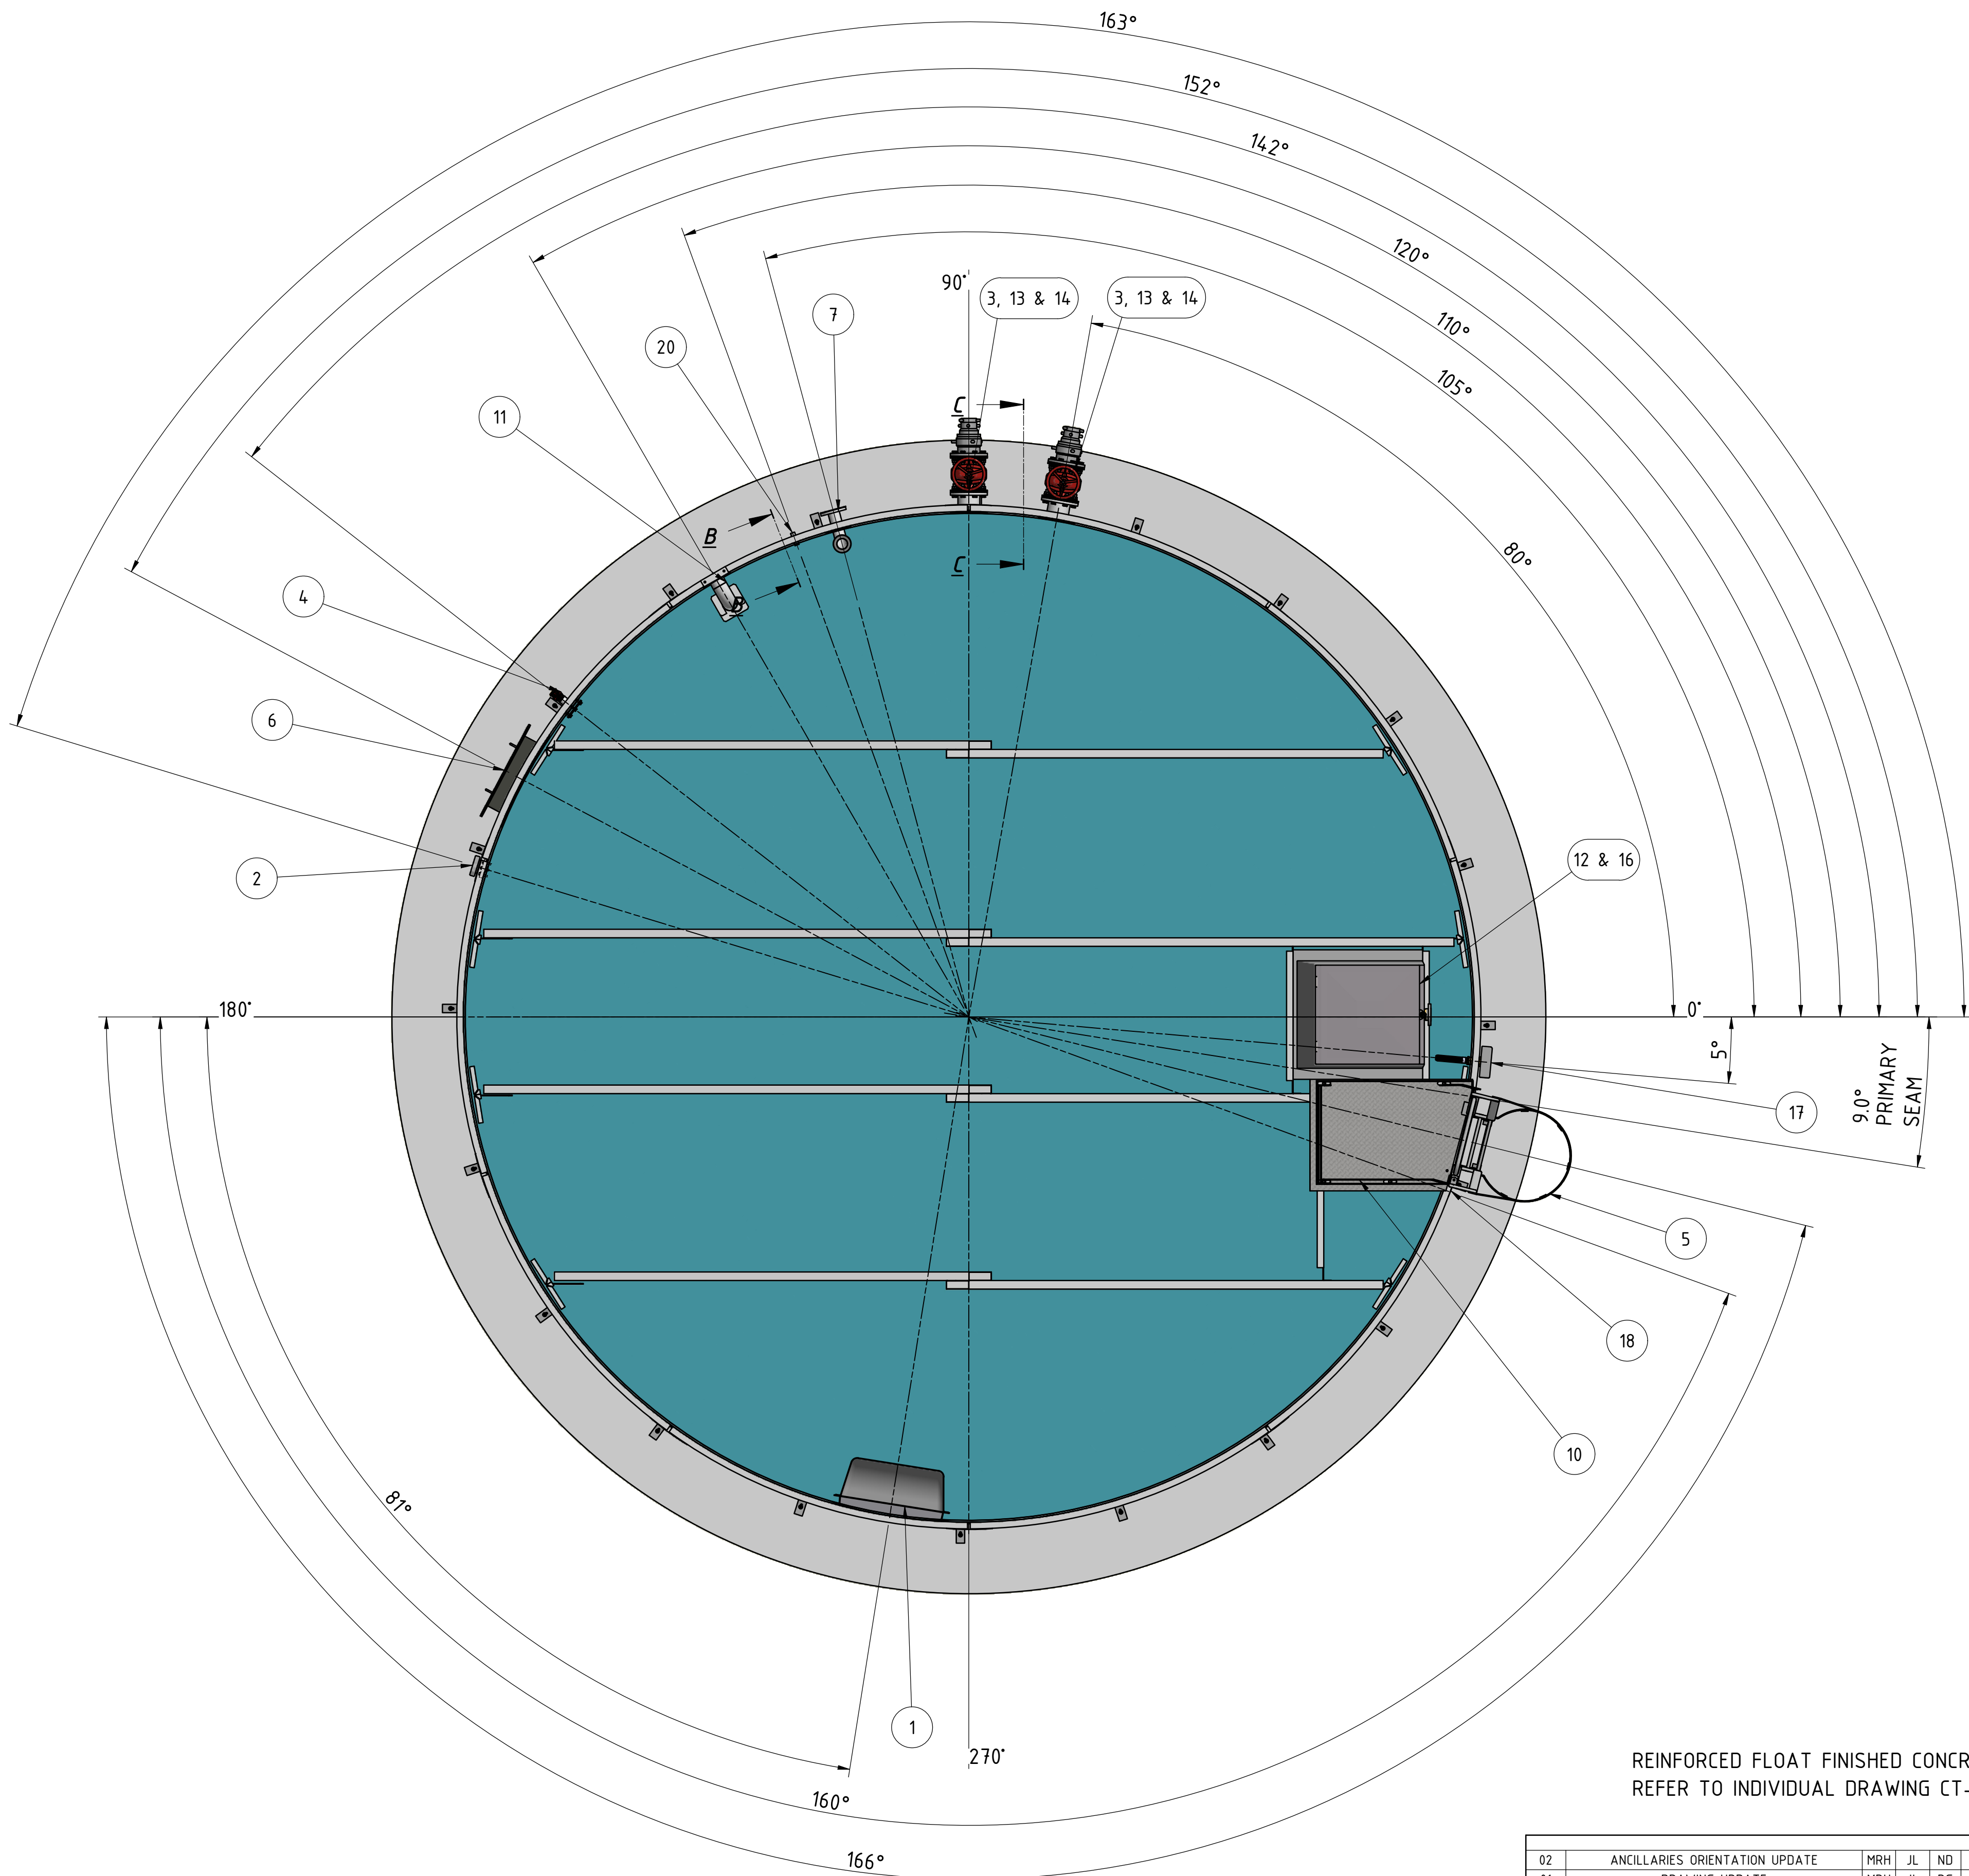 163°
152°
142°
120°
110°
105°
90°
3, 13 & 14
3, 13 & 14
7
20
11
C
B
C
80°
4
6
2
12 & 16
180°
0°
5°
9.0°
PRIMARY
SEAM
17
5
18
10
81°
1
270°
160°
166°
REINFORCED FLOAT FINISHED CONCR
REFER TO INDIVIDUAL DRAWING CT-
02 ANCILLARIES ORIENTATION UPDATE MRH JL ND